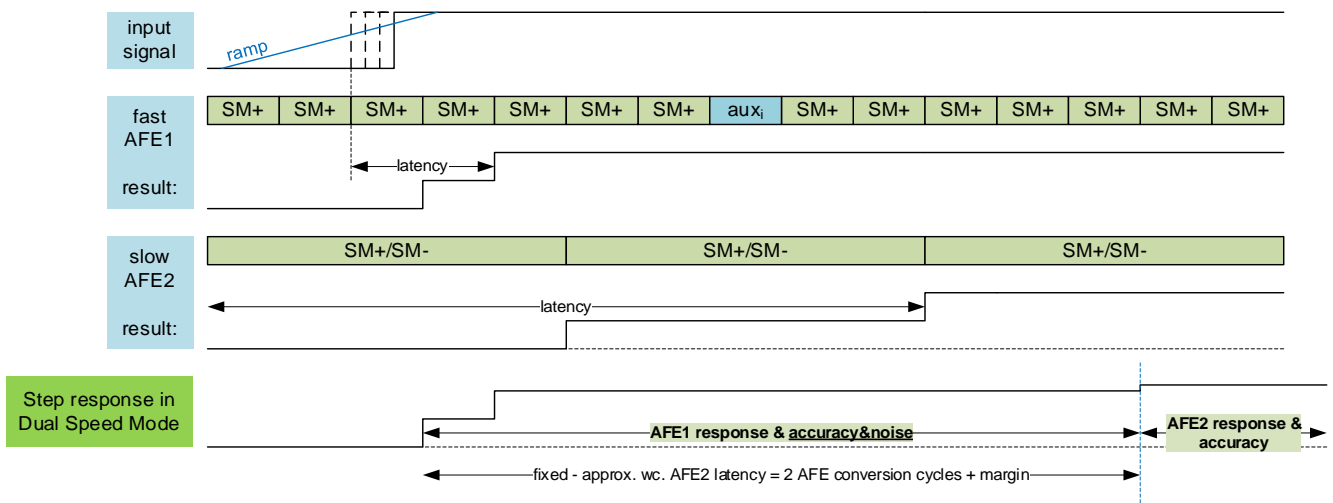 input
signal
ramp
fast
AFE1
result:
SM+ SM+ SM+ SM+ SM+ SM+ SM+ auxi SM+ SM+ SM+ SM+ SM+ SM+ SM+
latency
slow
AFE2
result:
SM+/SM- SM+/SM- SM+/SM-
latency
Step response in
Dual Speed Mode
AFE1 response & accuracy&noise
AFE2 response &
accuracy
fixed - approx. wc. AFE2 latency = 2 AFE conversion cycles + margin